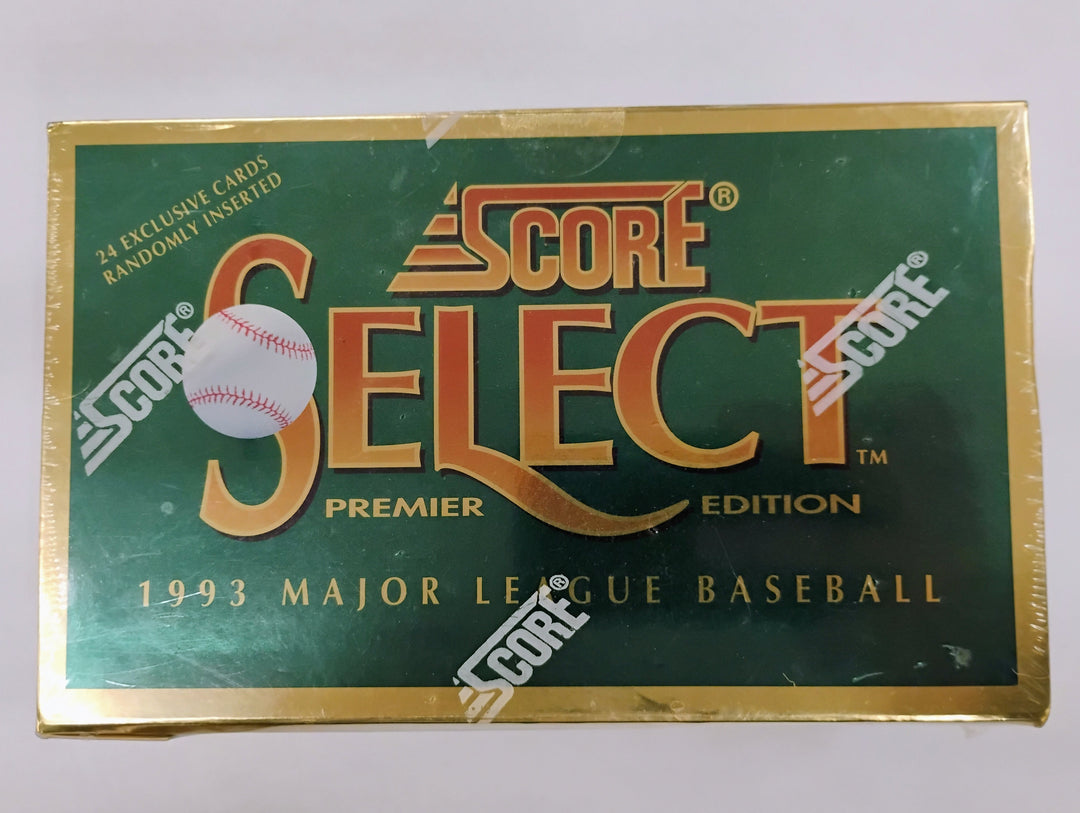 24 EXCLUSIVE CARDS
RANDOMLY INSERTED
SCORE®
SELECT™
PREMIER EDITION
1993 MAJOR LEAGUE BASEBALL
SCORE®
SCORE®
SCORE®